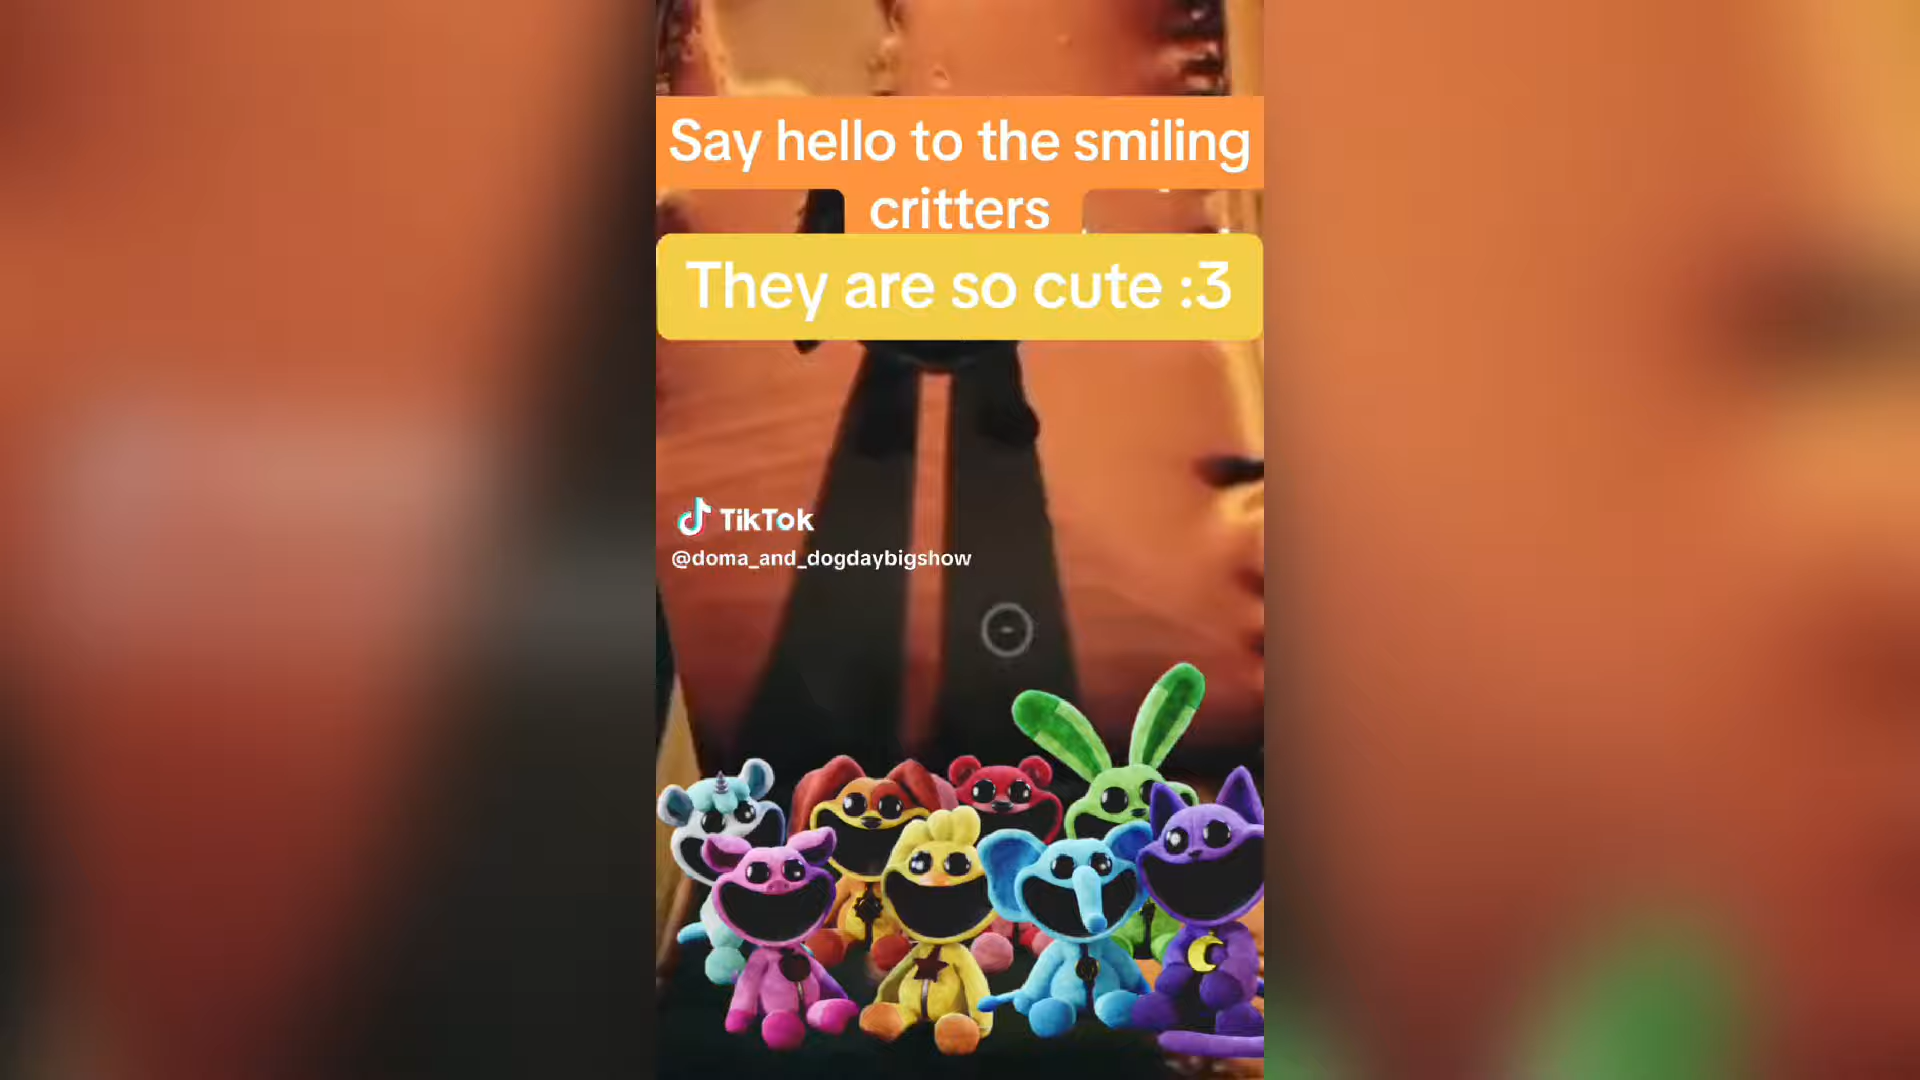 Say hello to the smiling
critters
They are so cute :3
TikTok
@doma_and_dogdaybigshow